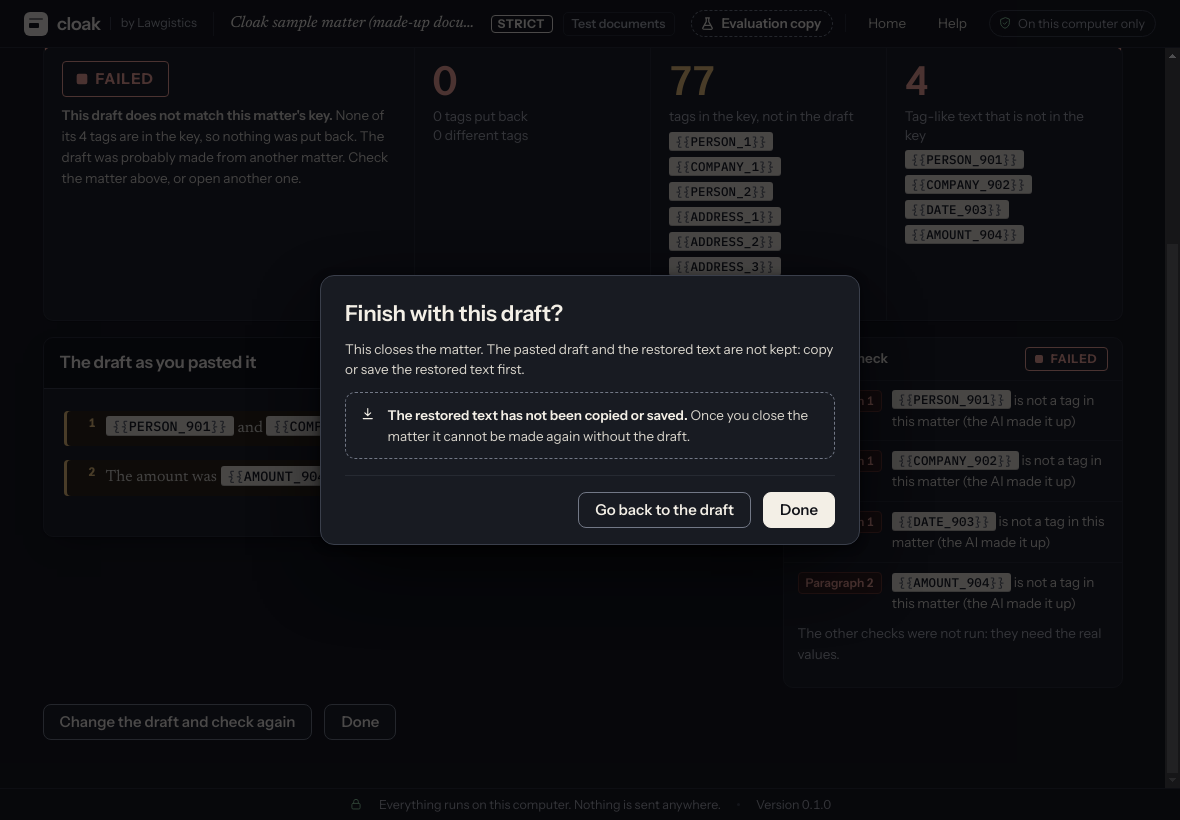 cloak by Lawgistics Cloak sample matter (made-up docu... STRICT Test documents Evaluation copy Home Help On this computer only
FAILED
This draft does not match this matter's key. None of
its 4 tags are in the key, so nothing was put back. The
draft was probably made from another matter. Check
the matter above, or open another one.
0
0 tags put back
0 different tags
77
tags in the key, not in the draft
{{PERSON_1}}
{{COMPANY_1}}
{{PERSON_2}}
{{ADDRESS_1}}
{{ADDRESS_2}}
{{ADDRESS_3}}
4
Tag-like text that is not in the
key
{{PERSON_901}}
{{COMPANY_902}}
{{DATE_903}}
{{AMOUNT_904}}
Finish with this draft?
This closes the matter. The pasted draft and the restored text are not kept: copy
or save the restored text first.
The restored text has not been copied or saved. Once you close the
matter it cannot be made again without the draft.
Go back to the draft Done
The draft as you pasted it
1 {{PERSON_901}} and {{COMP
2 The amount was {{AMOUNT_904
heck FAILED
h 1 {{PERSON_901}} is not a tag in
this matter (the AI made it up)
h 1 {{COMPANY_902}} is not a tag in
this matter (the AI made it up)
h 1 {{DATE_903}} is not a tag in this
matter (the AI made it up)
Paragraph 2 {{AMOUNT_904}} is not a tag in
this matter (the AI made it up)
The other checks were not run: they need the real
values.
Change the draft and check again Done
Everything runs on this computer. Nothing is sent anywhere. · Version 0.1.0